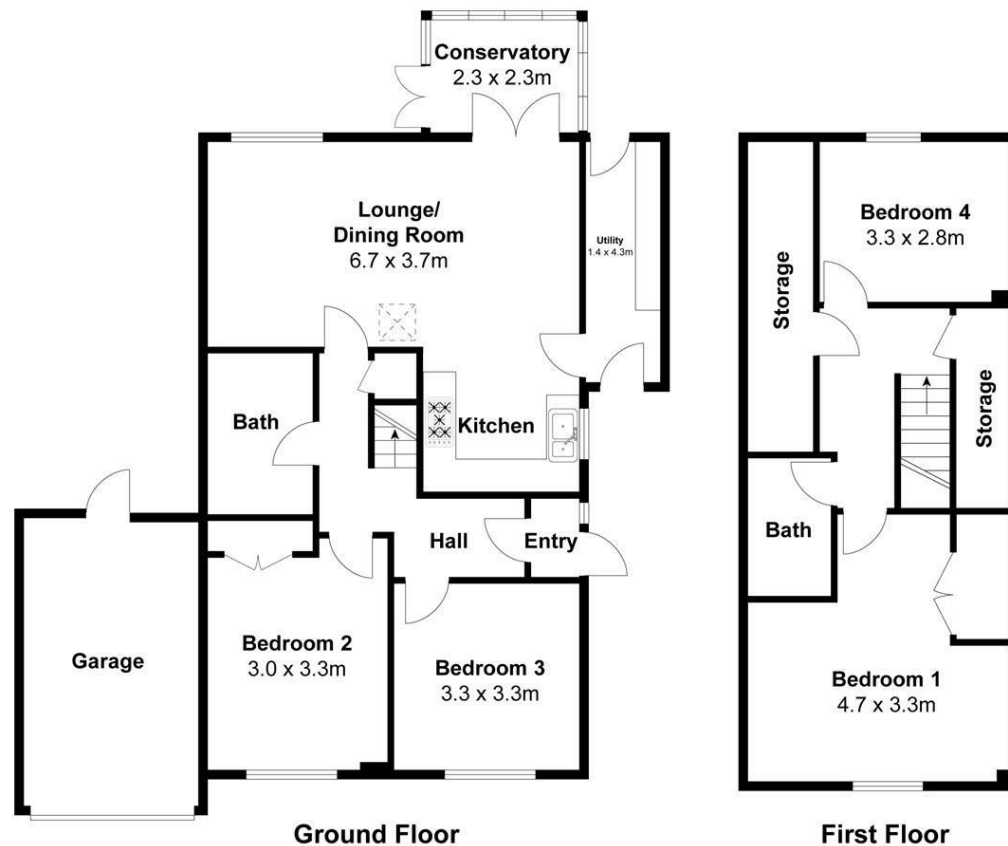 Conservatory
2.3 x 2.3m
Lounge/
Dining Room
6.7 x 3.7m
Utility
1.4 x 4.3m
Bath
Kitchen
Hall
Entry
Garage
Bedroom 2
3.0 x 3.3m
Bedroom 3
3.3 x 3.3m
Ground Floor
Bedroom 4
3.3 x 2.8m
Storage
Storage
Bath
Bedroom 1
4.7 x 3.3m
First Floor